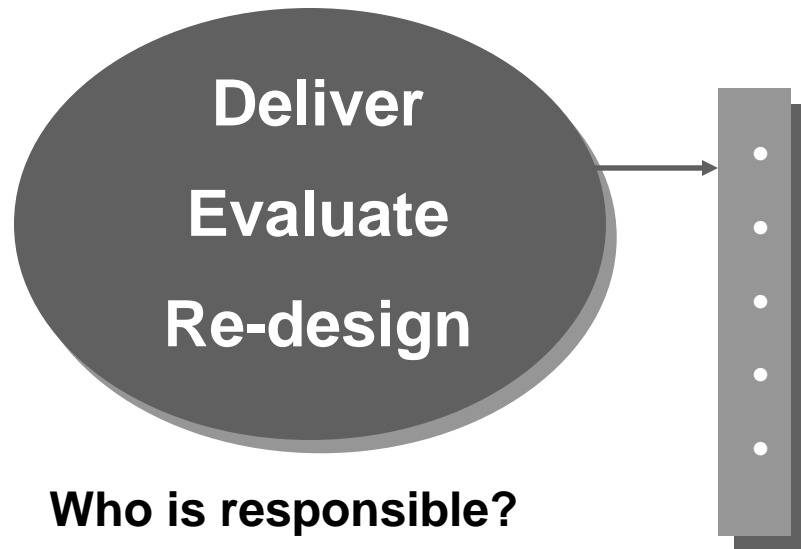 Deliver
Evaluate
Re-design
•
•
•
•
•
Who is responsible?